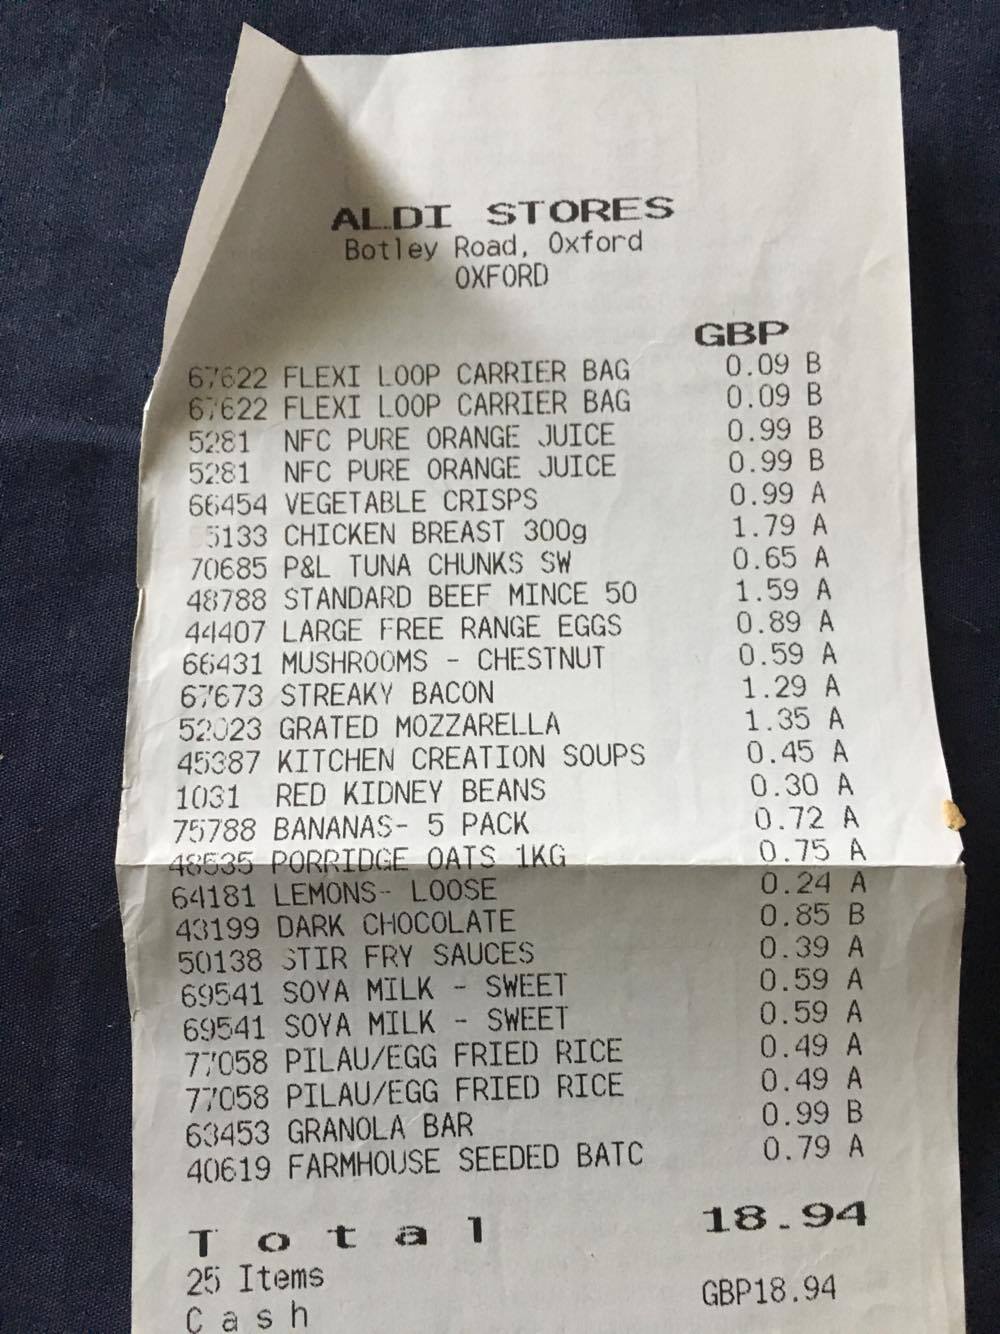 ALDI STORES
Botley Road, Oxford
OXFORD
GBP
67622 FLEXI LOOP CARRIER BAG 0.09 B
67622 FLEXI LOOP CARRIER BAG 0.09 B
5281 NFC PURE ORANGE JUICE 0.99 B
5281 NFC PURE ORANGE JUICE 0.99 B
66454 VEGETABLE CRISPS 0.99 A
5133 CHICKEN BREAST 300g 1.79 A
70685 P&L TUNA CHUNKS SW 0.65 A
48788 STANDARD BEEF MINCE 50 1.59 A
44407 LARGE FREE RANGE EGGS 0.89 A
66431 MUSHROOMS - CHESTNUT 0.59 A
67673 STREAKY BACON 1.29 A
52023 GRATED MOZZARELLA 1.35 A
45387 KITCHEN CREATION SOUPS 0.45 A
1031 RED KIDNEY BEANS 0.30 A
75788 BANANAS- 5 PACK 0.72 A
48535 PORRIDGE OATS 1KG 0.75 A
64181 LEMONS- LOOSE 0.24 A
43199 DARK CHOCOLATE 0.85 B
50138 STIR FRY SAUCES 0.39 A
69541 SOYA MILK - SWEET 0.59 A
69541 SOYA MILK - SWEET 0.59 A
77058 PILAU/EGG FRIED RICE 0.49 A
77058 PILAU/EGG FRIED RICE 0.49 A
63453 GRANOLA BAR 0.99 B
40619 FARMHOUSE SEEDED BATC 0.79 A
Total 18.94
25 Items
Cash GBP18.94